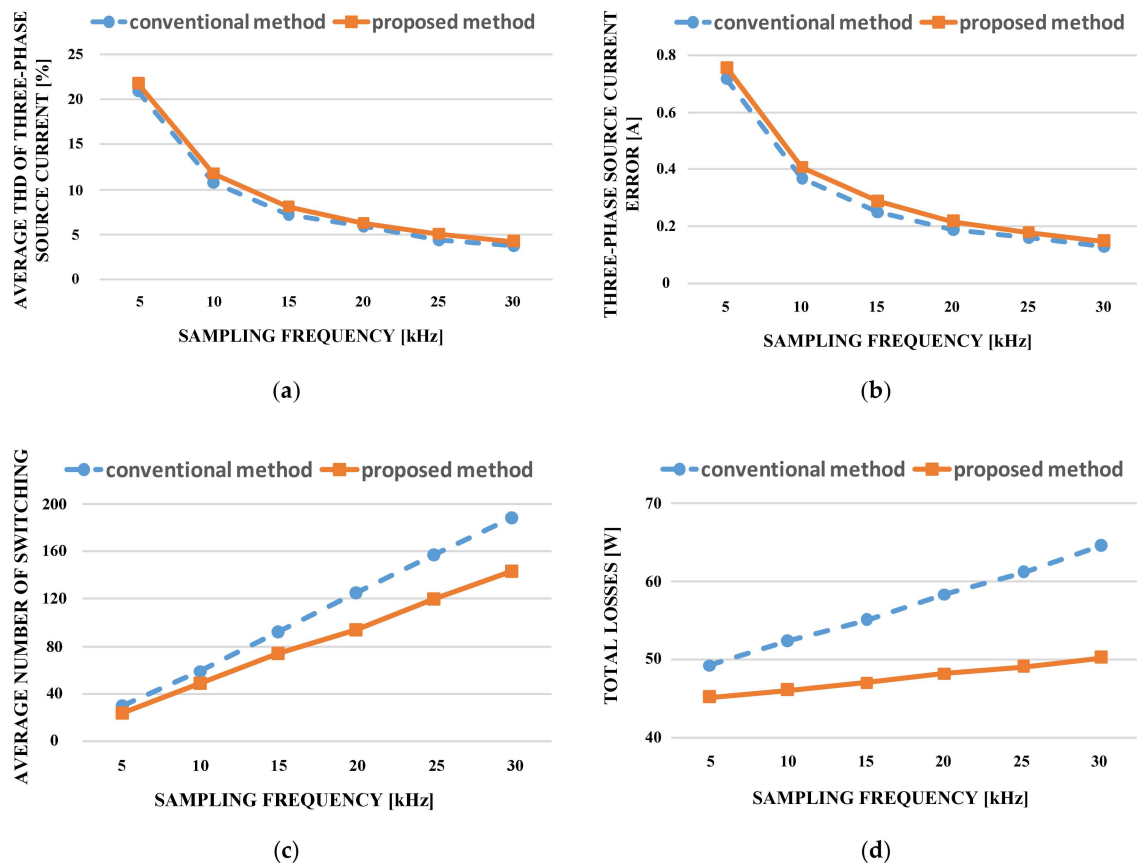 conventional method proposed method
AVERAGE THD OF THREE-PHASE
SOURCE CURRENT [%]
25
20
15
10
5
0
5 10 15 20 25 30
SAMPLING FREQUENCY [kHz]
(a)
conventional method proposed method
THREE-PHASE SOURCE CURRENT
ERROR [A]
0.8
0.6
0.4
0.2
0
5 10 15 20 25 30
SAMPLING FREQUENCY [kHz]
(b)
conventional method proposed method
AVERAGE NUMBER OF SWITCHING
200
160
120
80
40
0
5 10 15 20 25 30
SAMPLING FREQUENCY [kHz]
(c)
conventional method proposed method
TOTAL LOSSES [W]
70
60
50
40
5 10 15 20 25 30
SAMPLING FREQUENCY [kHz]
(d)